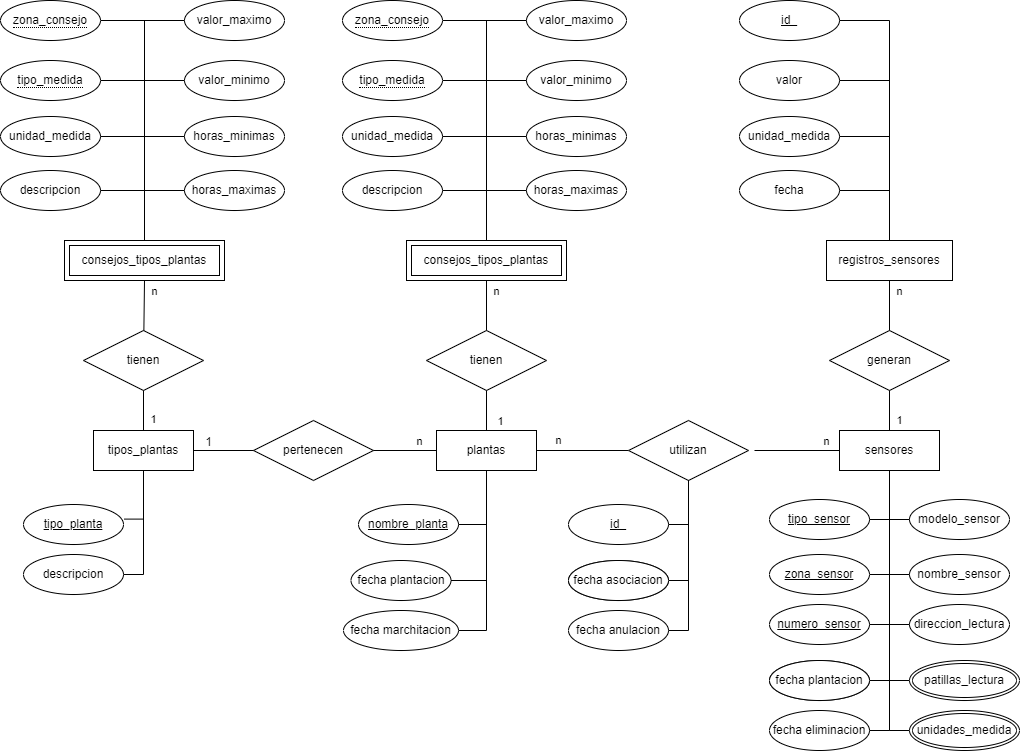 zona_consejo
valor_maximo
zona_consejo
valor_maximo
id_
tipo_medida
valor_minimo
tipo_medida
valor_minimo
valor
unidad_medida
horas_minimas
unidad_medida
horas_minimas
unidad_medida
descripcion
horas_maximas
descripcion
horas_maximas
fecha
consejos_tipos_plantas
consejos_tipos_plantas
registros_sensores
n
n
n
tienen
tienen
generan
1
1
1
tipos_plantas
1
pertenecen
n
plantas
n
utilizan
n
sensores
tipo_planta
nombre_planta
id_
tipo_sensor
modelo_sensor
descripcion
fecha plantacion
fecha asociacion
zona_sensor
nombre_sensor
fecha marchitacion
fecha anulacion
numero_sensor
direccion_lectura
fecha plantacion
patillas_lectura
fecha eliminacion
unidades_medida